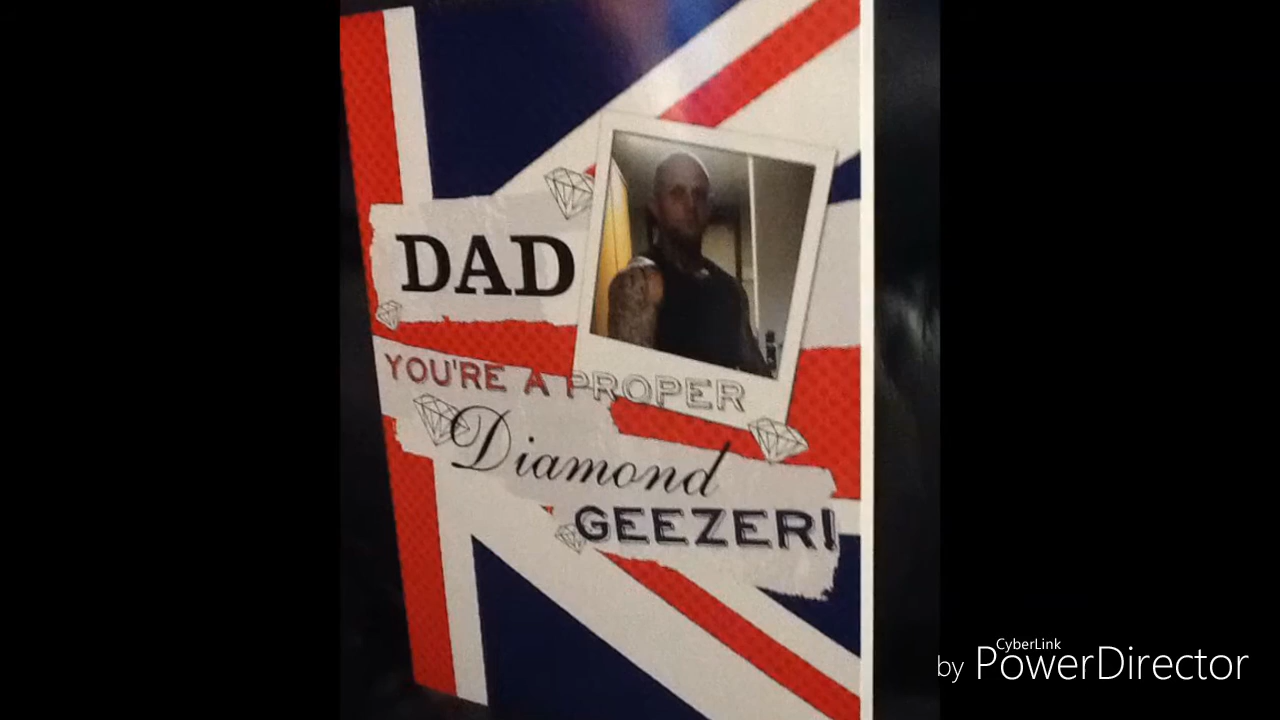 DAD
YOU'RE A PROPER
Diamond
GEEZER!
CyberLink
by PowerDirector